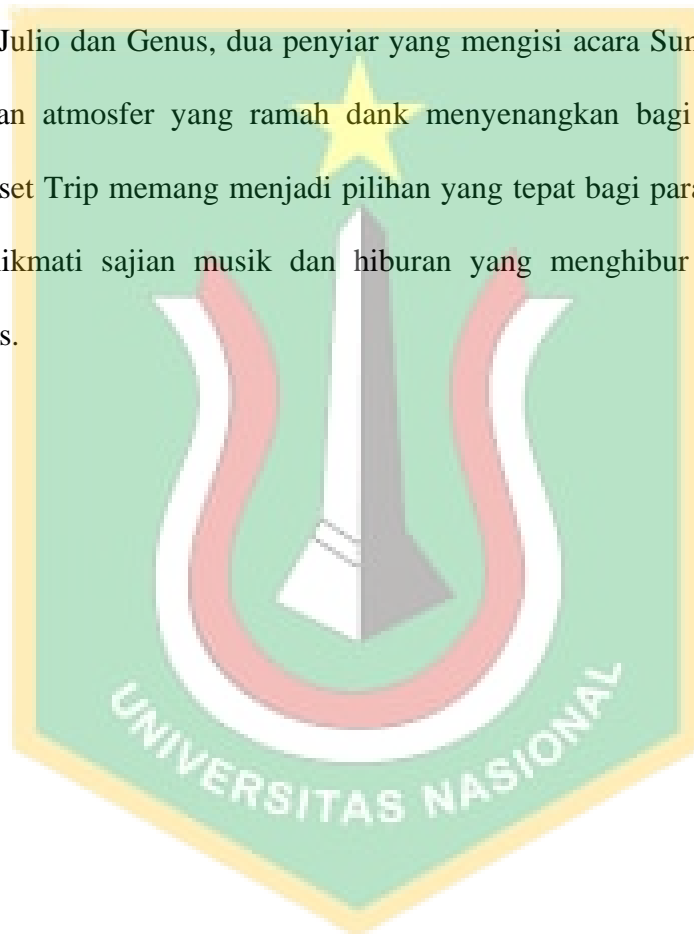 Julio dan Genus, dua penyiar yang mengisi acara Sun
an atmosfer yang ramah dank menyenangkan bagi
set Trip memang menjadi pilihan yang tepat bagi para
ikmati sajian musik dan hiburan yang menghibur
s.
UNIVERSITAS NASIONAL